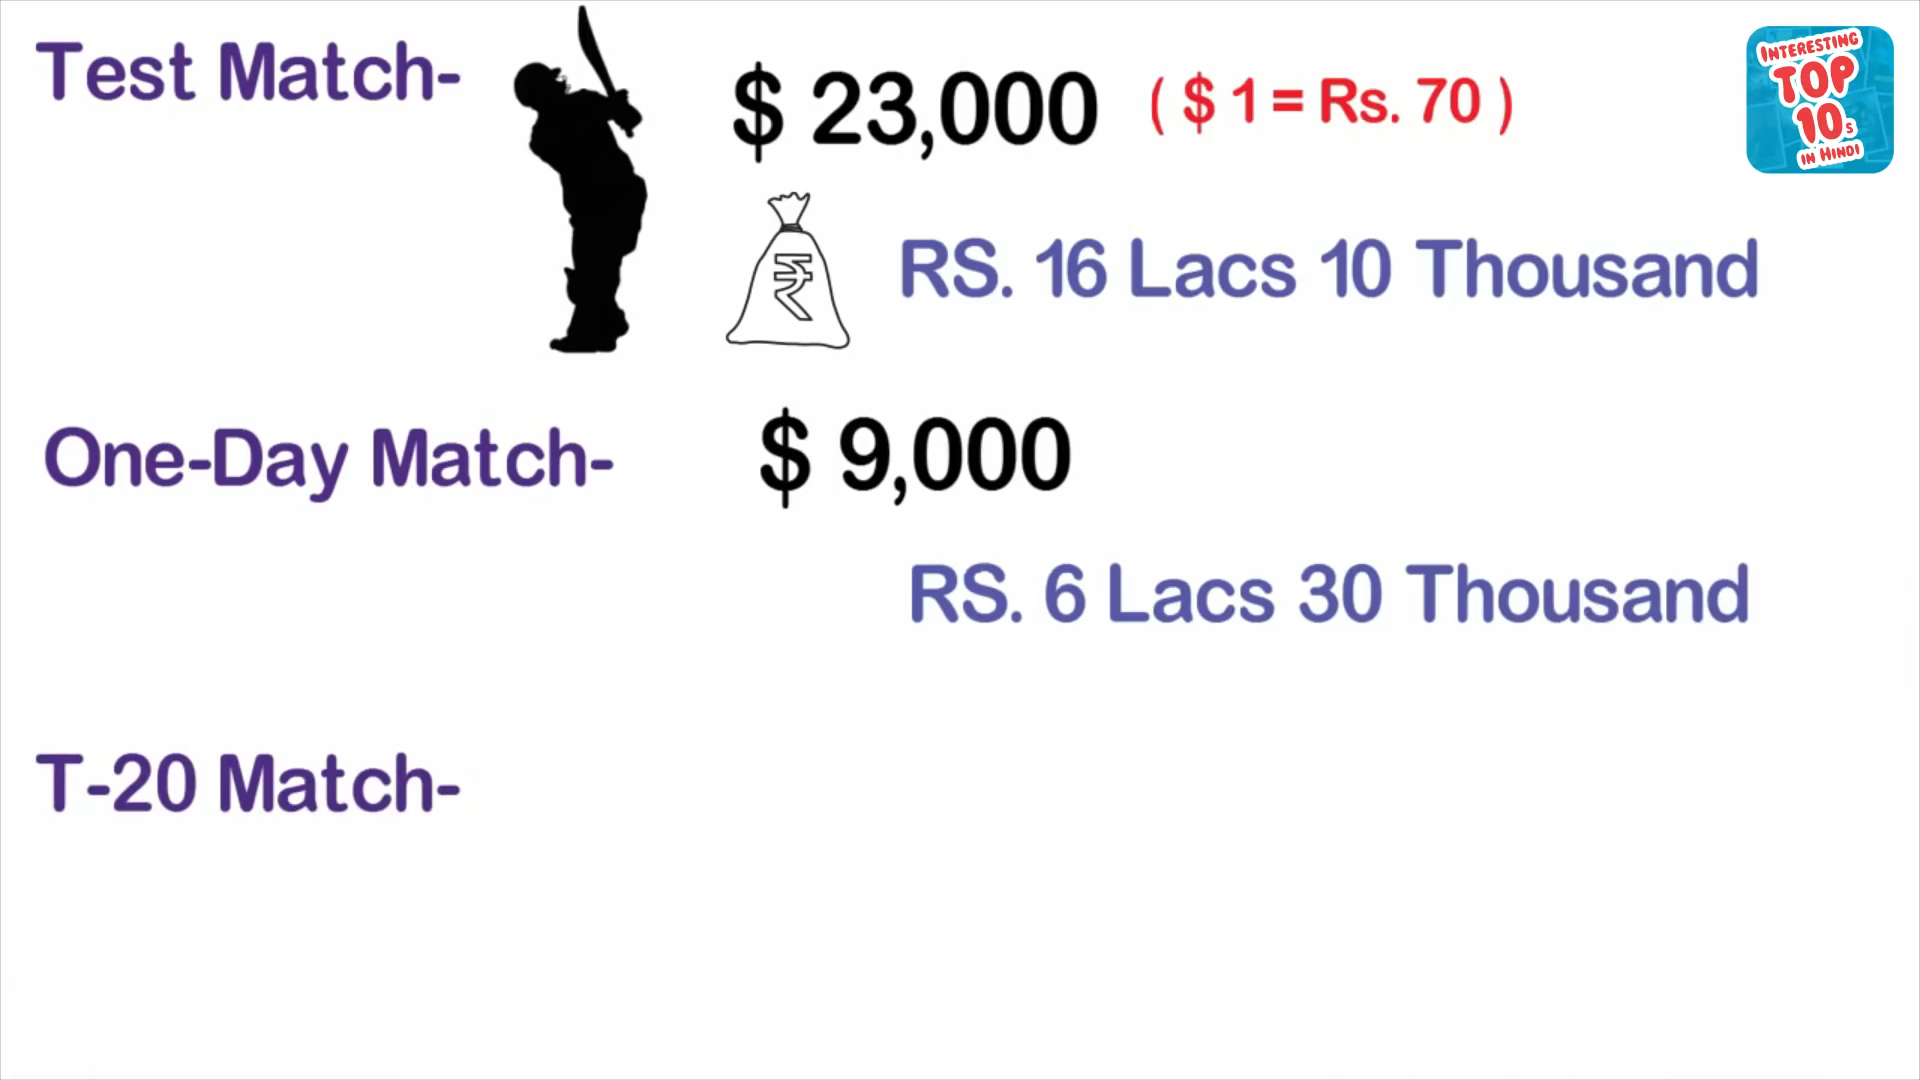 Test Match-
$ 23,000
( $ 1 = Rs. 70 )
INTERESTING
TOP
10s
IN HINDI
₹
RS. 16 Lacs 10 Thousand
One-Day Match-
$ 9,000
RS. 6 Lacs 30 Thousand
T-20 Match-